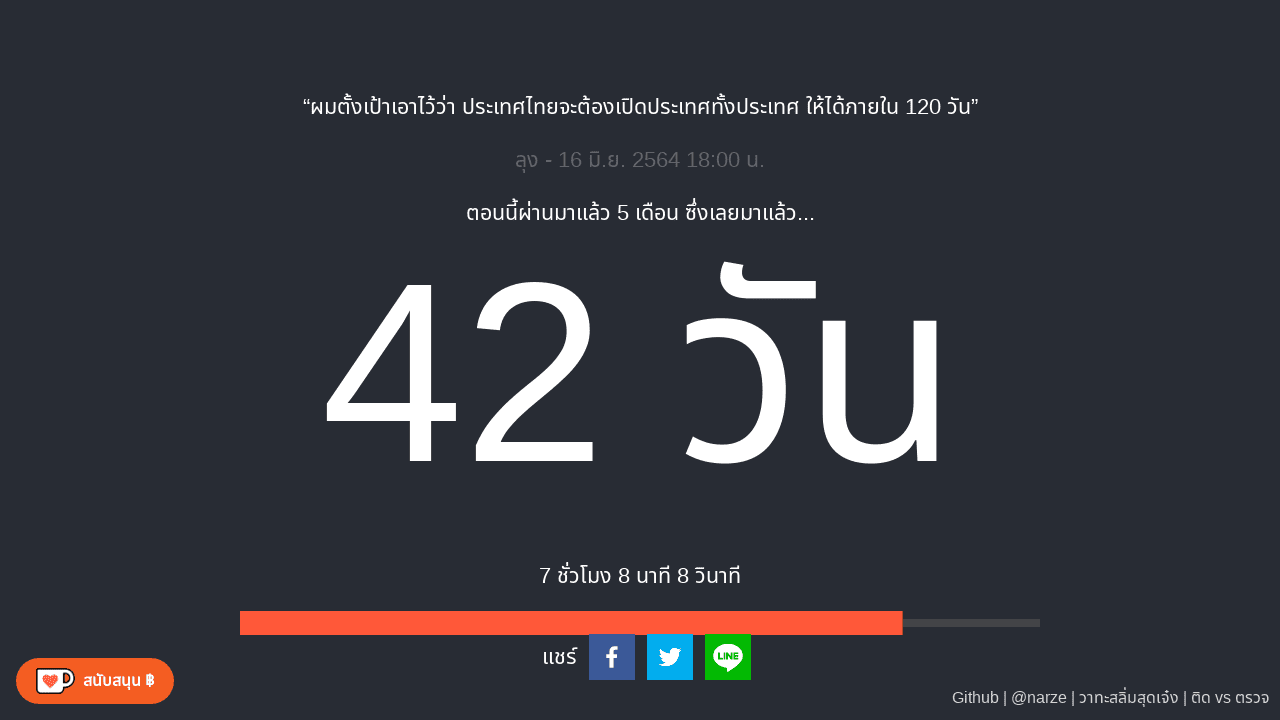 “ผมตั้งเป้าเอาไว้ว่า ประเทศไทยจะต้องเปิดประเทศทั้งประเทศ ให้ได้ภายใน 120 วัน”
ลุง - 16 มิ.ย. 2564 18:00 น.
ตอนนี้ผ่านมาแล้ว 5 เดือน ซึ่งเลยมาแล้ว...
42 วัน
7 ชั่วโมง 8 นาที 8 วินาที
แชร์
LINE
สนับสนุน ฿
Github | @narze | วาทะสลิ่มสุดเจ๋ง | ติด vs ตรวจ